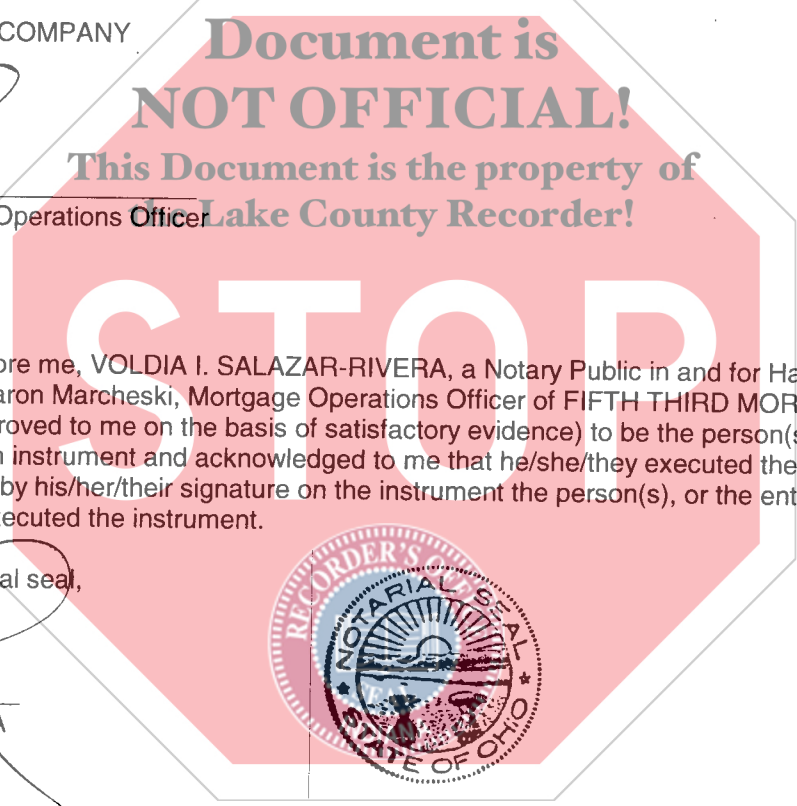 COMPANY
Document is
NOT OFFICIAL!
This Document is the property of
the Lake County Recorder!
Operations Officer
STOP
ore me, VOLDIA I. SALAZAR-RIVERA, a Notary Public in and for Ha
aron Marcheski, Mortgage Operations Officer of FIFTH THIRD MOR
roved to me on the basis of satisfactory evidence) to be the person(s
n instrument and acknowledged to me that he/she/they executed the
by his/her/their signature on the instrument the person(s), or the ent
ecuted the instrument.
al seal,
RECORDER'S OFFICE
SEAL
NOTARIAL SEAL
STATE OF OHIO
A